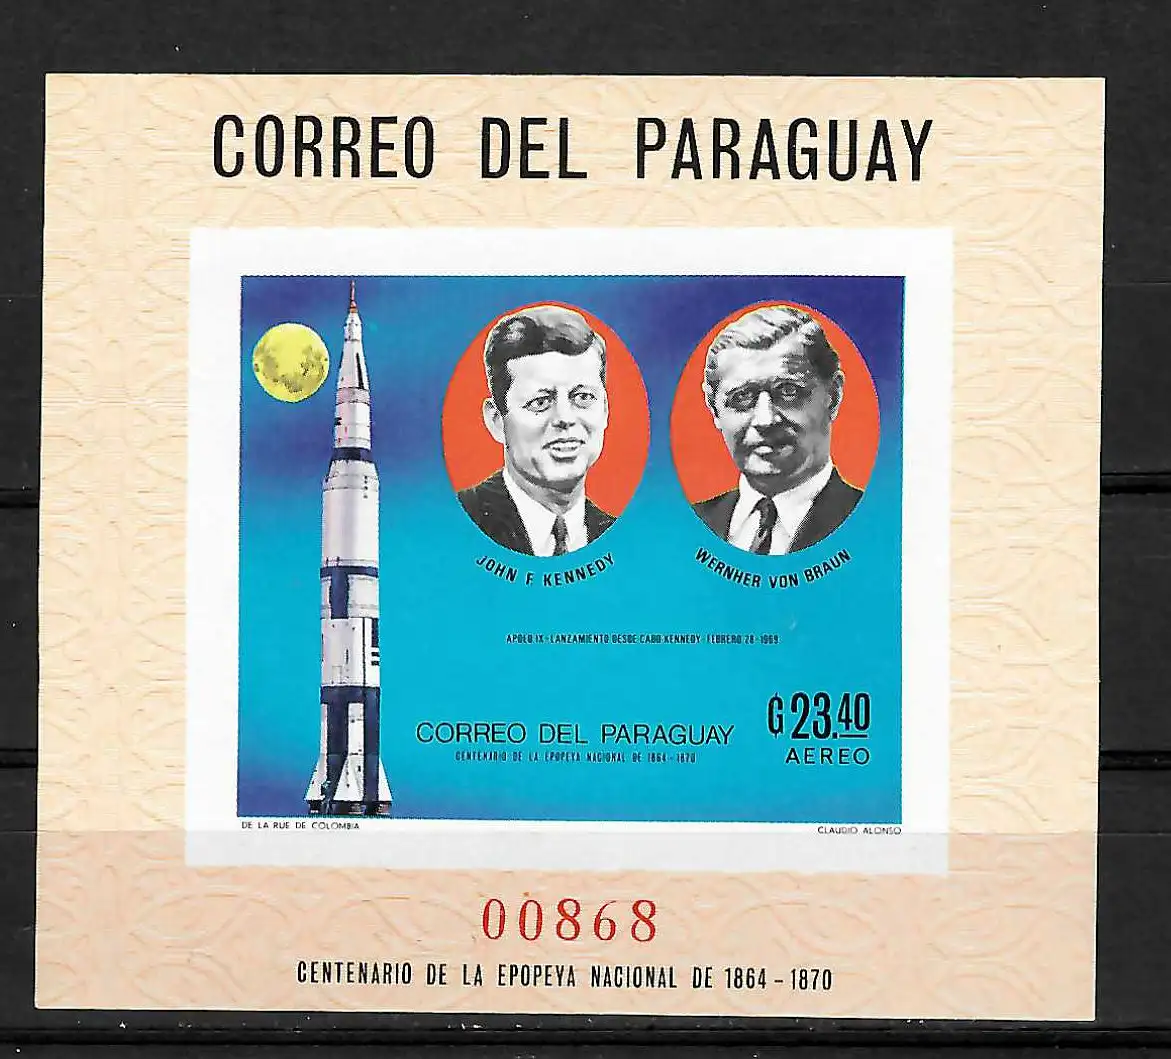 CORREO DEL PARAGUAY
JOHN F. KENNEDY
WERNHER VON BRAUN
APOLO IX - LANZAMIENTO DESDE CABO KENNEDY - FEBRERO 28 - 1969
₲ 23.40
AEREO
CORREO DEL PARAGUAY
CENTENARIO DE LA EPOPEYA NACIONAL DE 1864 - 1870
DE LA RUE DE COLOMBIA
CLAUDIO ALONSO
00868
CENTENARIO DE LA EPOPEYA NACIONAL DE 1864 - 1870